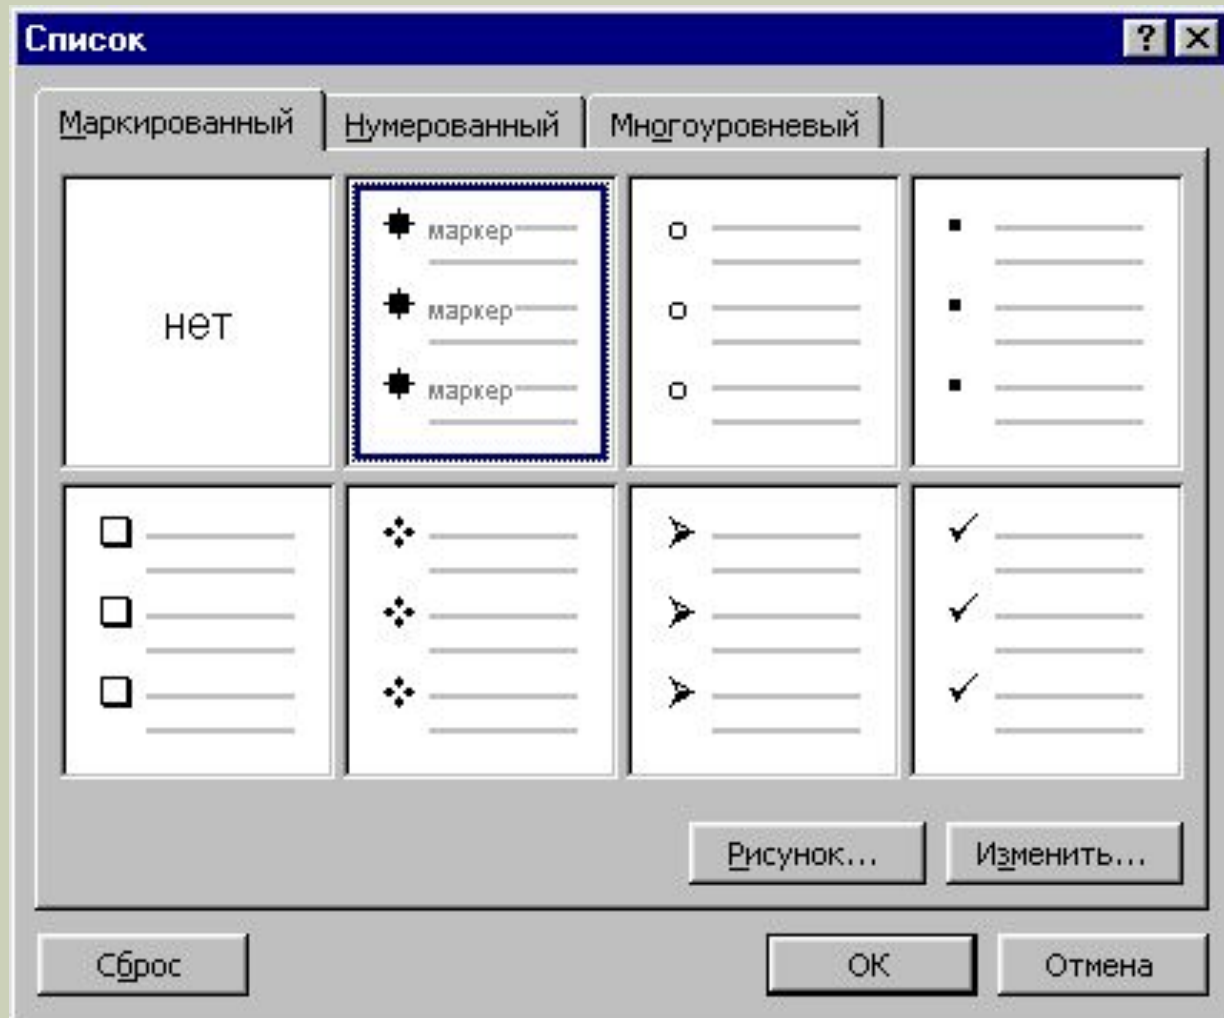 Список
Маркированный Нумерованный Многоуровневый
нет
маркер
маркер
маркер
Рисунок... Изменить...
Сброс ОК Отмена